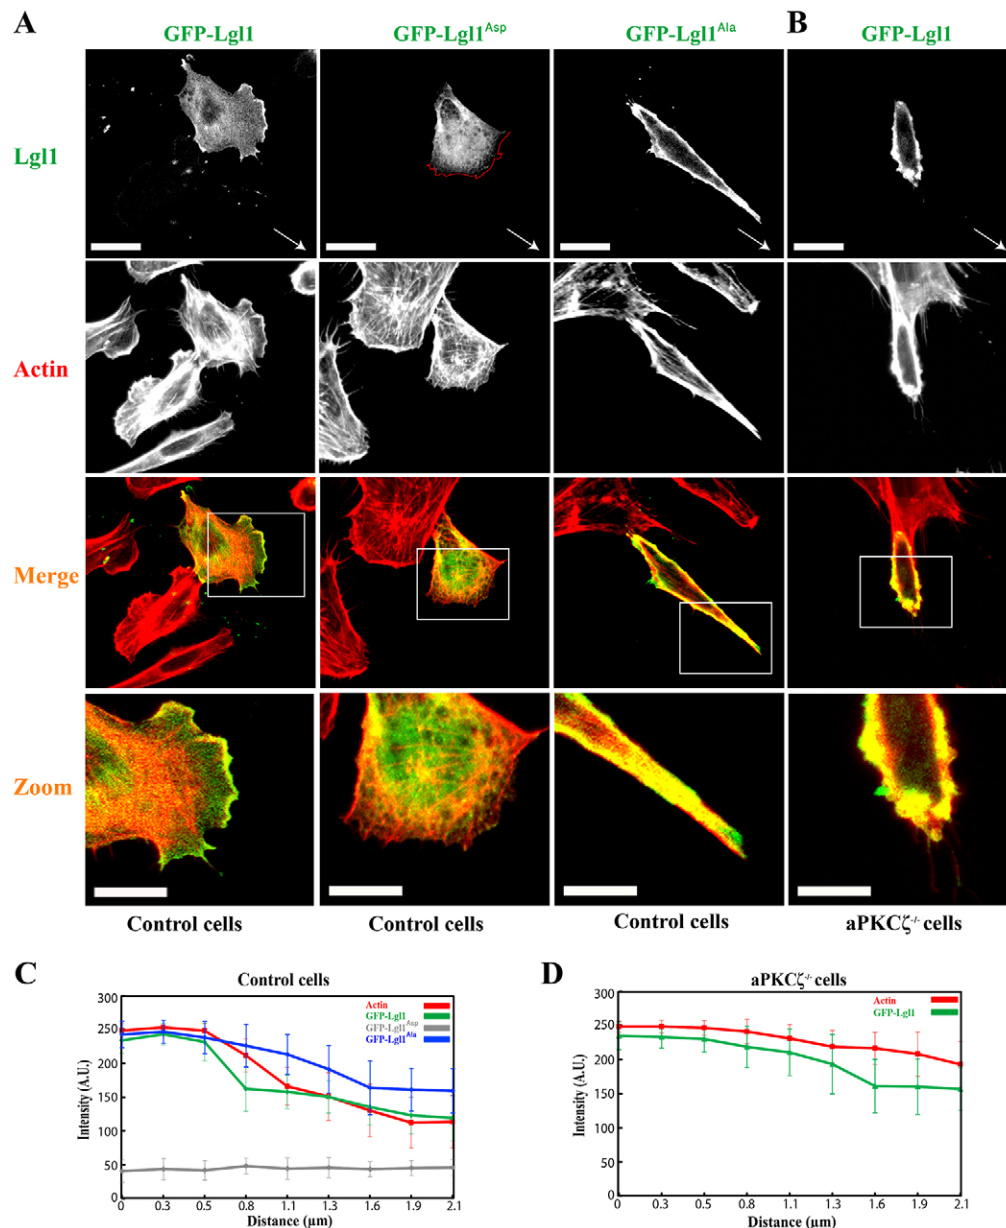 A
B
GFP-Lgl1
GFP-Lgl1Asp
GFP-Lgl1Ala
GFP-Lgl1
Lgl1
Actin
Merge
Zoom
Control cells
Control cells
Control cells
aPKCζ-/- cells
C
Control cells
300
250
200
150
100
50
0
Intensity (A.U.)
Actin
GFP-Lgl1
GFP-Lgl1Asp
GFP-Lgl1Ala
0 0.3 0.5 0.8 1.1 1.3 1.6 1.9 2.1
Distance (µm)
D
aPKCζ-/- cells
300
250
200
150
100
50
0
Intensity (A.U.)
Actin
GFP-Lgl1
0 0.3 0.5 0.8 1.1 1.3 1.6 1.9 2.1
Distance (µm)